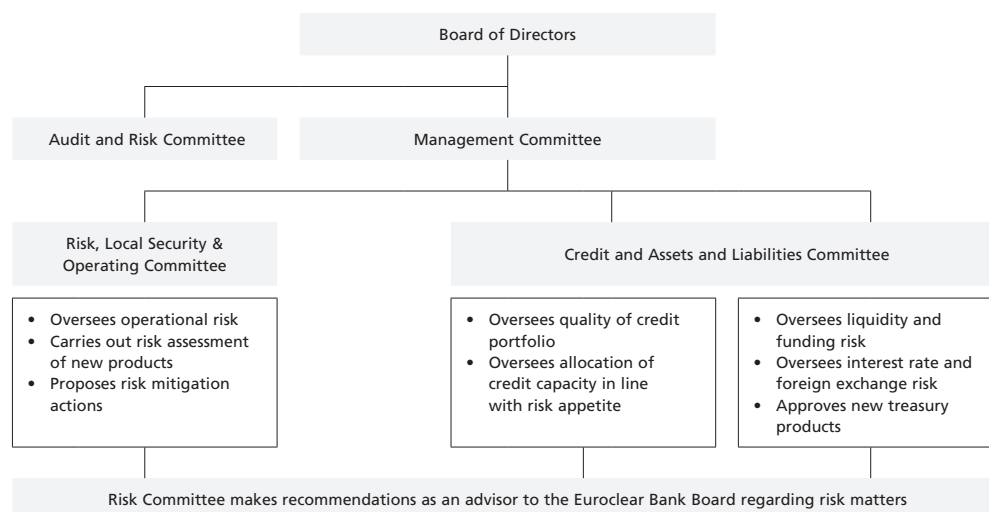 Board of Directors
Audit and Risk Committee
Management Committee
Risk, Local Security &
Operating Committee
Credit and Assets and Liabilities Committee
• Oversees operational risk
• Carries out risk assessment
of new products
• Proposes risk mitigation
actions
• Oversees quality of credit
portfolio
• Oversees allocation of
credit capacity in line
with risk appetite
• Oversees liquidity and
funding risk
• Oversees interest rate and
foreign exchange risk
• Approves new treasury
products
Risk Committee makes recommendations as an advisor to the Euroclear Bank Board regarding risk matters